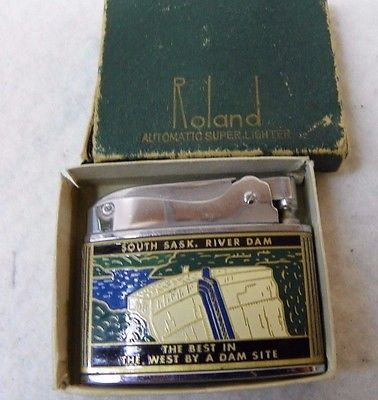 Roland
AUTOMATIC SUPER LIGHTER
SOUTH SASK. RIVER DAM
THE BEST IN
THE WEST BY A DAM SITE